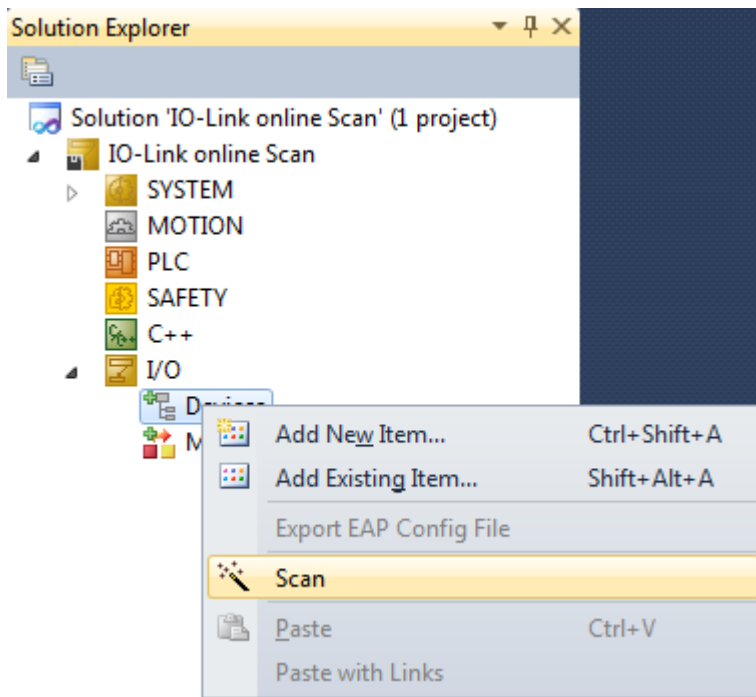 Solution Explorer
Solution 'IO-Link online Scan' (1 project)
IO-Link online Scan
SYSTEM
MOTION
PLC
SAFETY
C++
I/O
Devices
M
Add New Item... Ctrl+Shift+A
Add Existing Item... Shift+Alt+A
Export EAP Config File
Scan
Paste Ctrl+V
Paste with Links